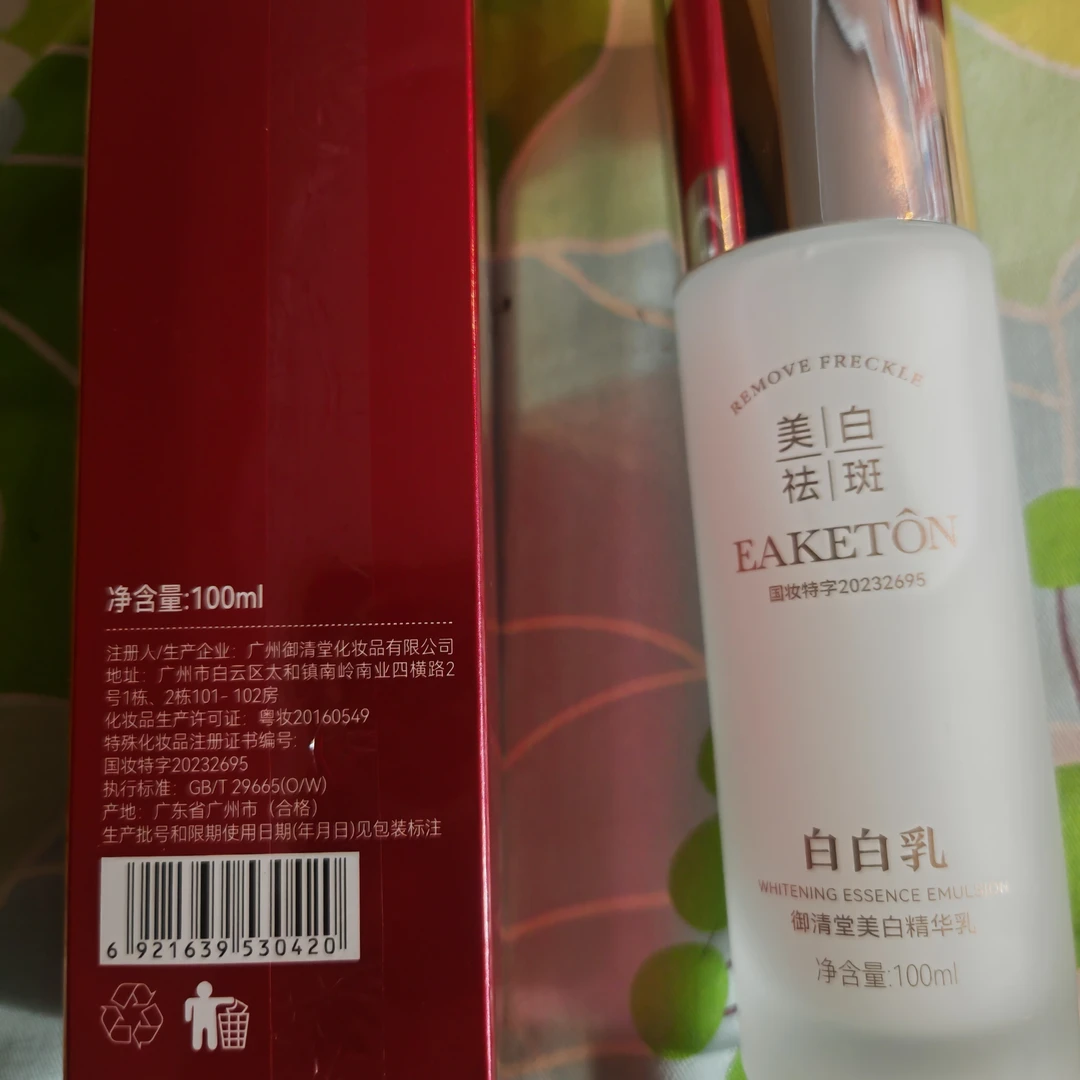 净含量:100ml
注册人/生产企业: 广州御清堂化妆品有限公司
地址: 广州市白云区太和镇南岭南业四横路2
号1栋、2栋101- 102房
化妆品生产许可证: 粤妆20160549
特殊化妆品注册证书编号:
国妆特字20232695
执行标准: GB/T 29665(O/W)
产地: 广东省广州市 (合格)
生产批号和限期使用日期(年月日)见包装标注
6 921639 530420
REMOVE FRECKLE
美白
祛斑
EAKETÔN
国妆特字20232695
白白乳
WHITENING ESSENCE EMULSION
御清堂美白精华乳
净含量:100ml